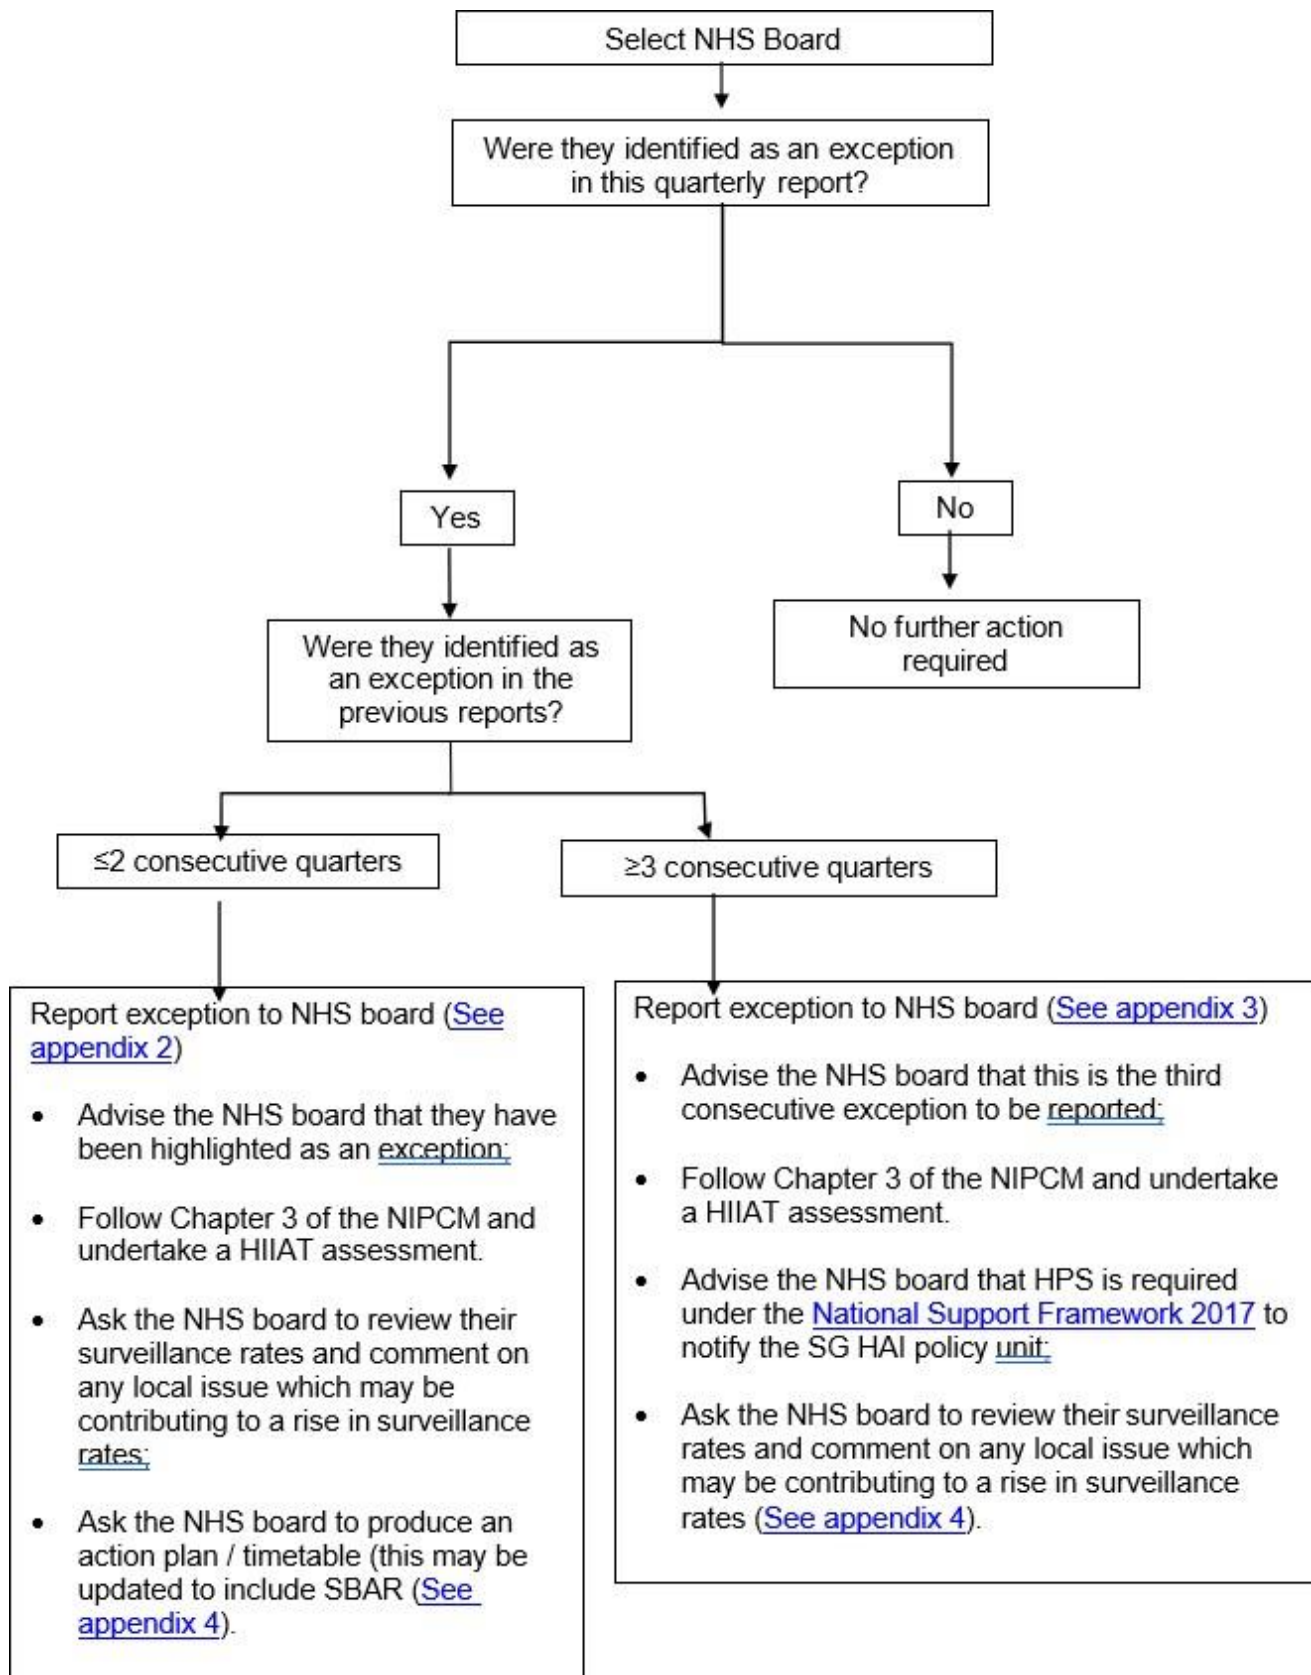 Select NHS Board
Were they identified as an exception
in this quarterly report?
Yes
No
Were they identified as
an exception in the
previous reports?
No further action
required
≤2 consecutive quarters
≥3 consecutive quarters
Report exception to NHS board (See
appendix 2)
• Advise the NHS board that they have
been highlighted as an exception;
• Follow Chapter 3 of the NIPCM and
undertake a HIIAT assessment.
• Ask the NHS board to review their
surveillance rates and comment on
any local issue which may be
contributing to a rise in surveillance
rates;
• Ask the NHS board to produce an
action plan / timetable (this may be
updated to include SBAR (See
appendix 4).
Report exception to NHS board (See appendix 3)
• Advise the NHS board that this is the third
consecutive exception to be reported;
• Follow Chapter 3 of the NIPCM and undertake
a HIIAT assessment.
• Advise the NHS board that HPS is required
under the National Support Framework 2017 to
notify the SG HAI policy unit;
• Ask the NHS board to review their surveillance
rates and comment on any local issue which
may be contributing to a rise in surveillance
rates (See appendix 4).